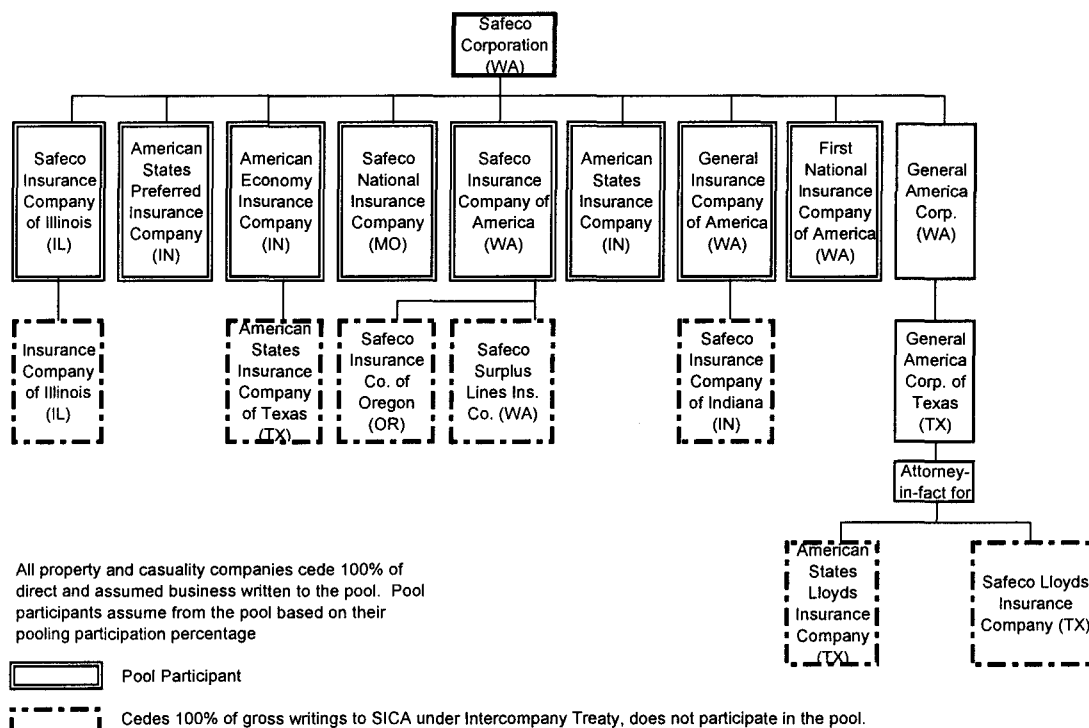 Safeco
Corporation
(WA)
Safeco
Insurance
Company
of Illinois
(IL)
American
States
Preferred
Insurance
Company
(IN)
American
Economy
Insurance
Company
(IN)
Safeco
National
Insurance
Company
(MO)
Safeco
Insurance
Company of
America
(WA)
American
States
Insurance
Company
(IN)
General
Insurance
Company
of America
(WA)
First
National
Insurance
Company
of America
(WA)
General
America
Corp.
(WA)
Insurance
Company
of Illinois
(IL)
American
States
Insurance
Company
of Texas
(TX)
Safeco
Insurance
Co. of
Oregon
(OR)
Safeco
Surplus
Lines Ins.
Co. (WA)
Safeco
Insurance
Company
of Indiana
(IN)
General
America
Corp. of
Texas
(TX)
Attorney-
in-fact for
American
States
Lloyds
Insurance
Company
(TX)
Safeco Lloyds
Insurance
Company (TX)
All property and casuality companies cede 100% of
direct and assumed business written to the pool. Pool
participants assume from the pool based on their
pooling participation percentage
Pool Participant
Cedes 100% of gross writings to SICA under Intercompany Treaty, does not participate in the pool.